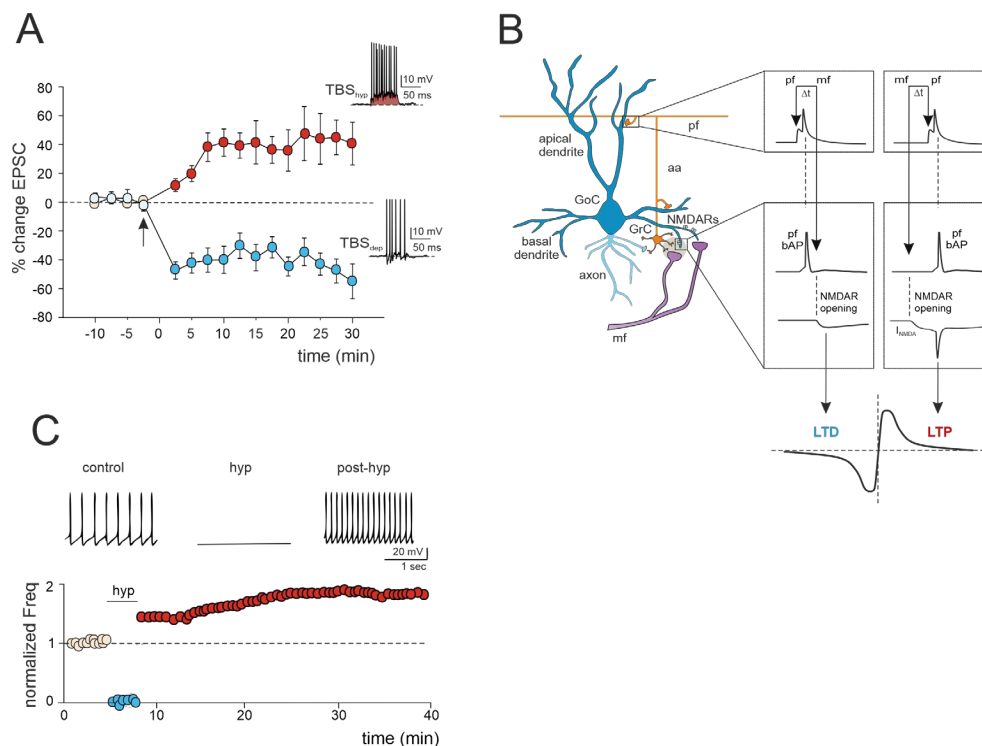 A
80
60
40
20
0
-20
-40
-60
-80
% change EPSC
-10 -5 0 5 10 15 20 25 30
time (min)
TBShyp
10 mV
50 ms
TBSdep
10 mV
50 ms
B
apical
dendrite
pf
aa
GoC
NMDARs
GrC
basal
dendrite
axon
mf
pf mf
Δt
mf pf
Δt
pf
bAP
NMDAR
opening
pf
bAP
NMDAR
opening
INMDA
LTD
LTP
C
control hyp post-hyp
20 mV
1 sec
hyp
2
1
0
normalized Freq
0 10 20 30 40
time (min)